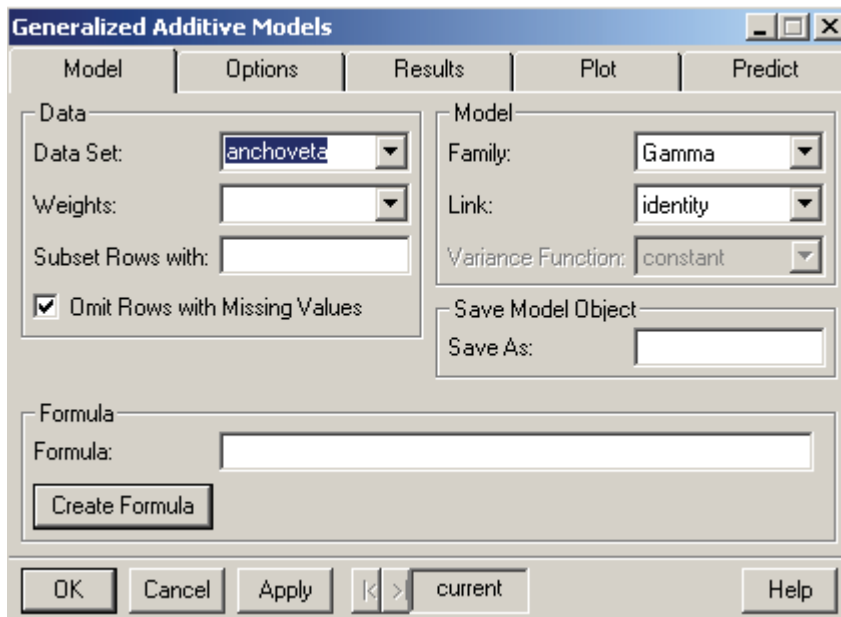 Generalized Additive Models
Model Options Results Plot Predict
Data
Data Set: anchoveta
Weights:
Subset Rows with:
Omit Rows with Missing Values
Model
Family: Gamma
Link: identity
Variance Function: constant
Save Model Object
Save As:
Formula
Formula:
Create Formula
OK Cancel Apply |< >| current Help